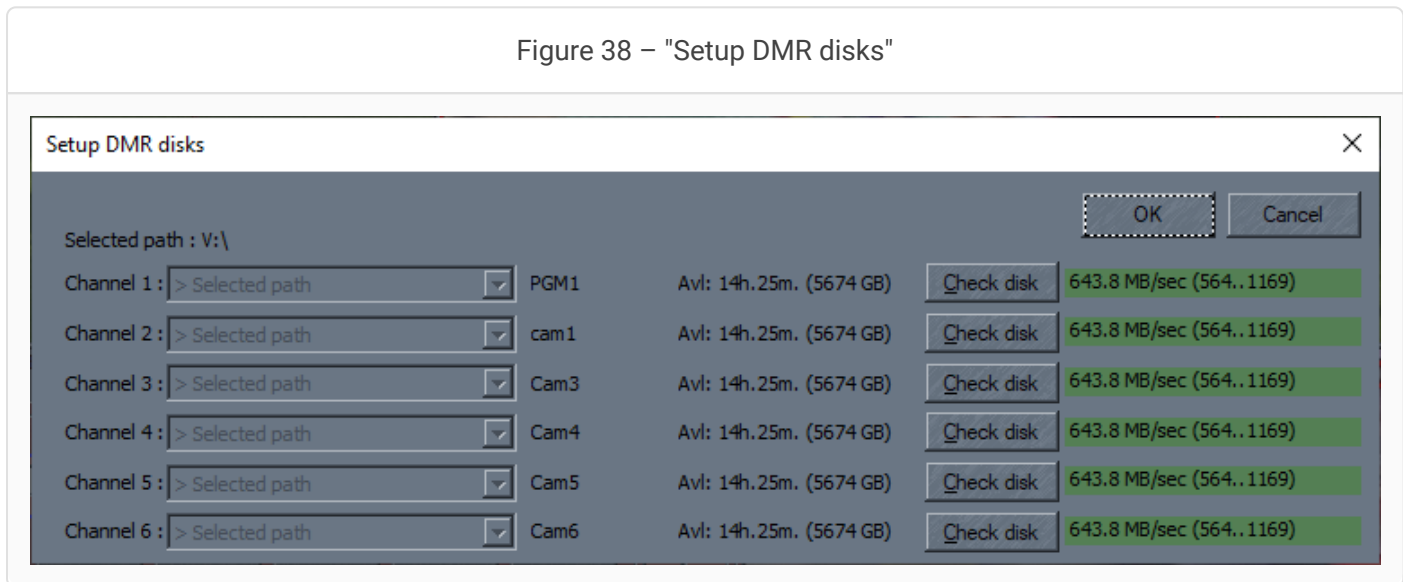 Figure 38 – "Setup DMR disks"
Setup DMR disks
OK Cancel
Selected path : V:\
Channel 1 : > Selected path PGM1 Avl: 14h.25m. (5674 GB) Check disk 643.8 MB/sec (564..1169)
Channel 2 : > Selected path cam1 Avl: 14h.25m. (5674 GB) Check disk 643.8 MB/sec (564..1169)
Channel 3 : > Selected path Cam3 Avl: 14h.25m. (5674 GB) Check disk 643.8 MB/sec (564..1169)
Channel 4 : > Selected path Cam4 Avl: 14h.25m. (5674 GB) Check disk 643.8 MB/sec (564..1169)
Channel 5 : > Selected path Cam5 Avl: 14h.25m. (5674 GB) Check disk 643.8 MB/sec (564..1169)
Channel 6 : > Selected path Cam6 Avl: 14h.25m. (5674 GB) Check disk 643.8 MB/sec (564..1169)